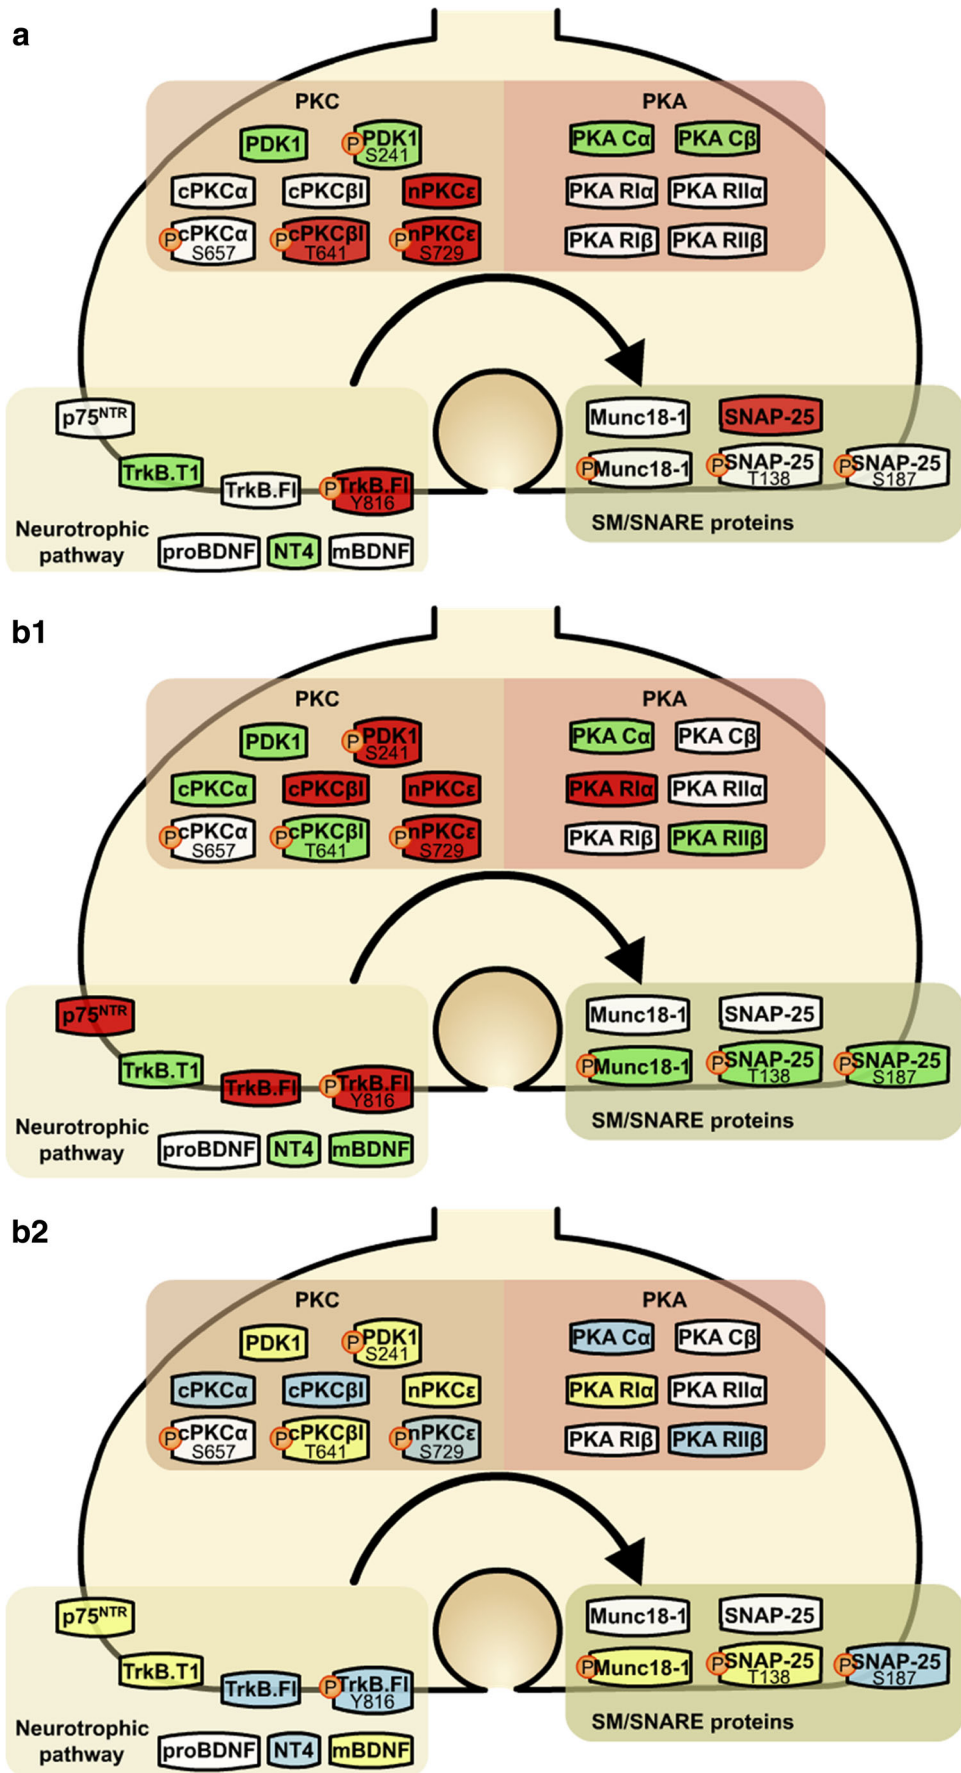 a
PKC
PKA
PDK1
P PDK1
S241
PKA Cα
PKA Cβ
cPKCα
cPKCβI
nPKCε
PKA RIα
PKA RIIα
P cPKCα
S657
P cPKCβI
T641
P nPKCε
S729
PKA RIβ
PKA RIIβ
p75NTR
TrkB.T1
TrkB.Fl
P TrkB.Fl
Y816
Neurotrophic
pathway
proBDNF
NT4
mBDNF
Munc18-1
SNAP-25
P Munc18-1
P SNAP-25
T138
P SNAP-25
S187
SM/SNARE proteins
b1
PKC
PKA
PDK1
P PDK1
S241
PKA Cα
PKA Cβ
cPKCα
cPKCβI
nPKCε
PKA RIα
PKA RIIα
P cPKCα
S657
P cPKCβI
T641
P nPKCε
S729
PKA RIβ
PKA RIIβ
p75NTR
TrkB.T1
TrkB.Fl
P TrkB.Fl
Y816
Neurotrophic
pathway
proBDNF
NT4
mBDNF
Munc18-1
SNAP-25
P Munc18-1
P SNAP-25
T138
P SNAP-25
S187
SM/SNARE proteins
b2
PKC
PKA
PDK1
P PDK1
S241
PKA Cα
PKA Cβ
cPKCα
cPKCβI
nPKCε
PKA RIα
PKA RIIα
P cPKCα
S657
P cPKCβI
T641
P nPKCε
S729
PKA RIβ
PKA RIIβ
p75NTR
TrkB.T1
TrkB.Fl
P TrkB.Fl
Y816
Neurotrophic
pathway
proBDNF
NT4
mBDNF
Munc18-1
SNAP-25
P Munc18-1
P SNAP-25
T138
P SNAP-25
S187
SM/SNARE proteins